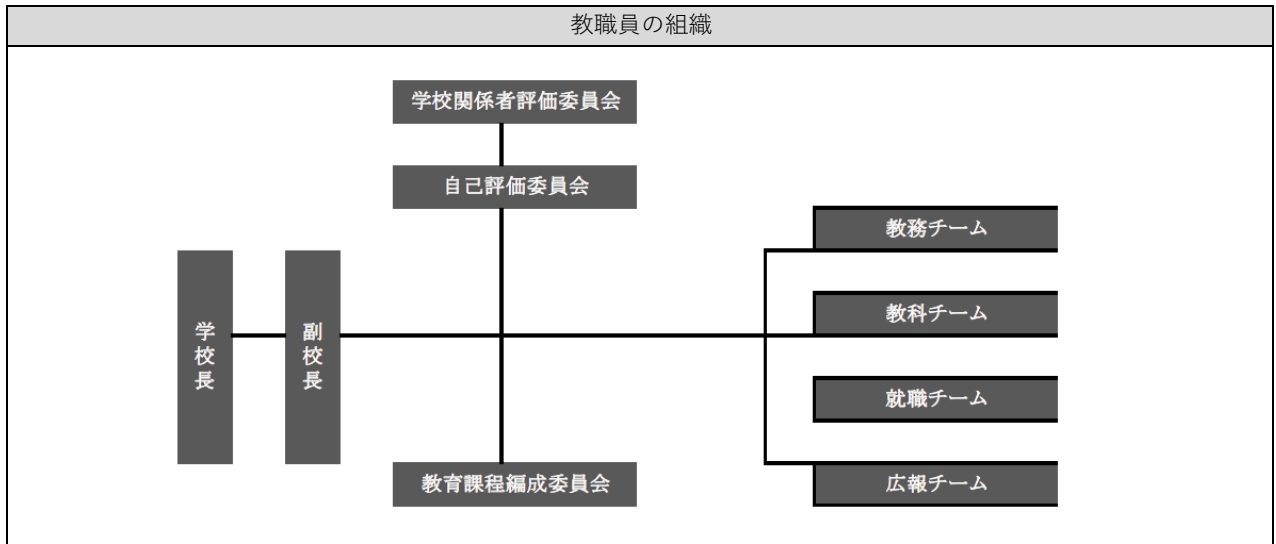 教職員の組織
学校関係者評価委員会
自己評価委員会
学校長
副校長
教務チーム
教科チーム
就職チーム
広報チーム
教育課程編成委員会